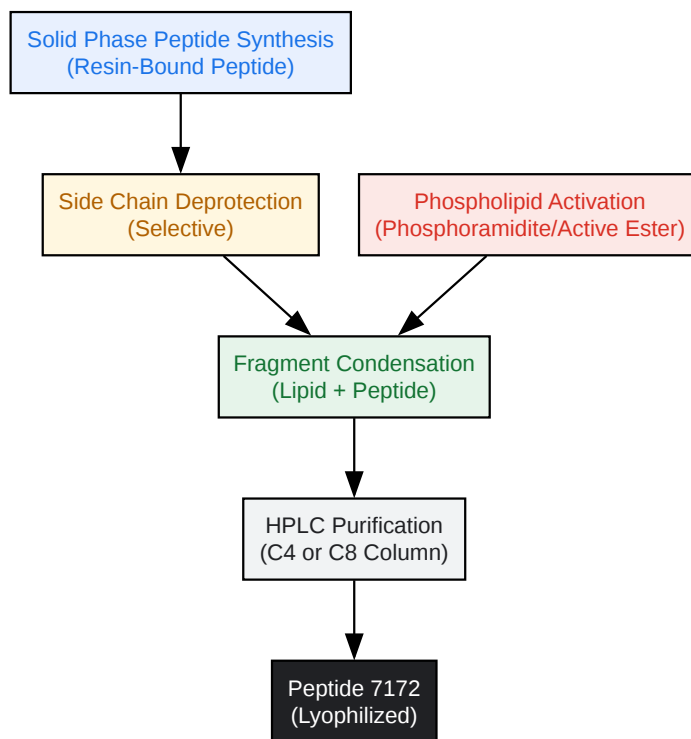 Solid Phase Peptide Synthesis
(Resin-Bound Peptide)
Side Chain Deprotection
(Selective)
Phospholipid Activation
(Phosphoramidite/Active Ester)
Fragment Condensation
(Lipid + Peptide)
HPLC Purification
(C4 or C8 Column)
Peptide 7172
(Lyophilized)